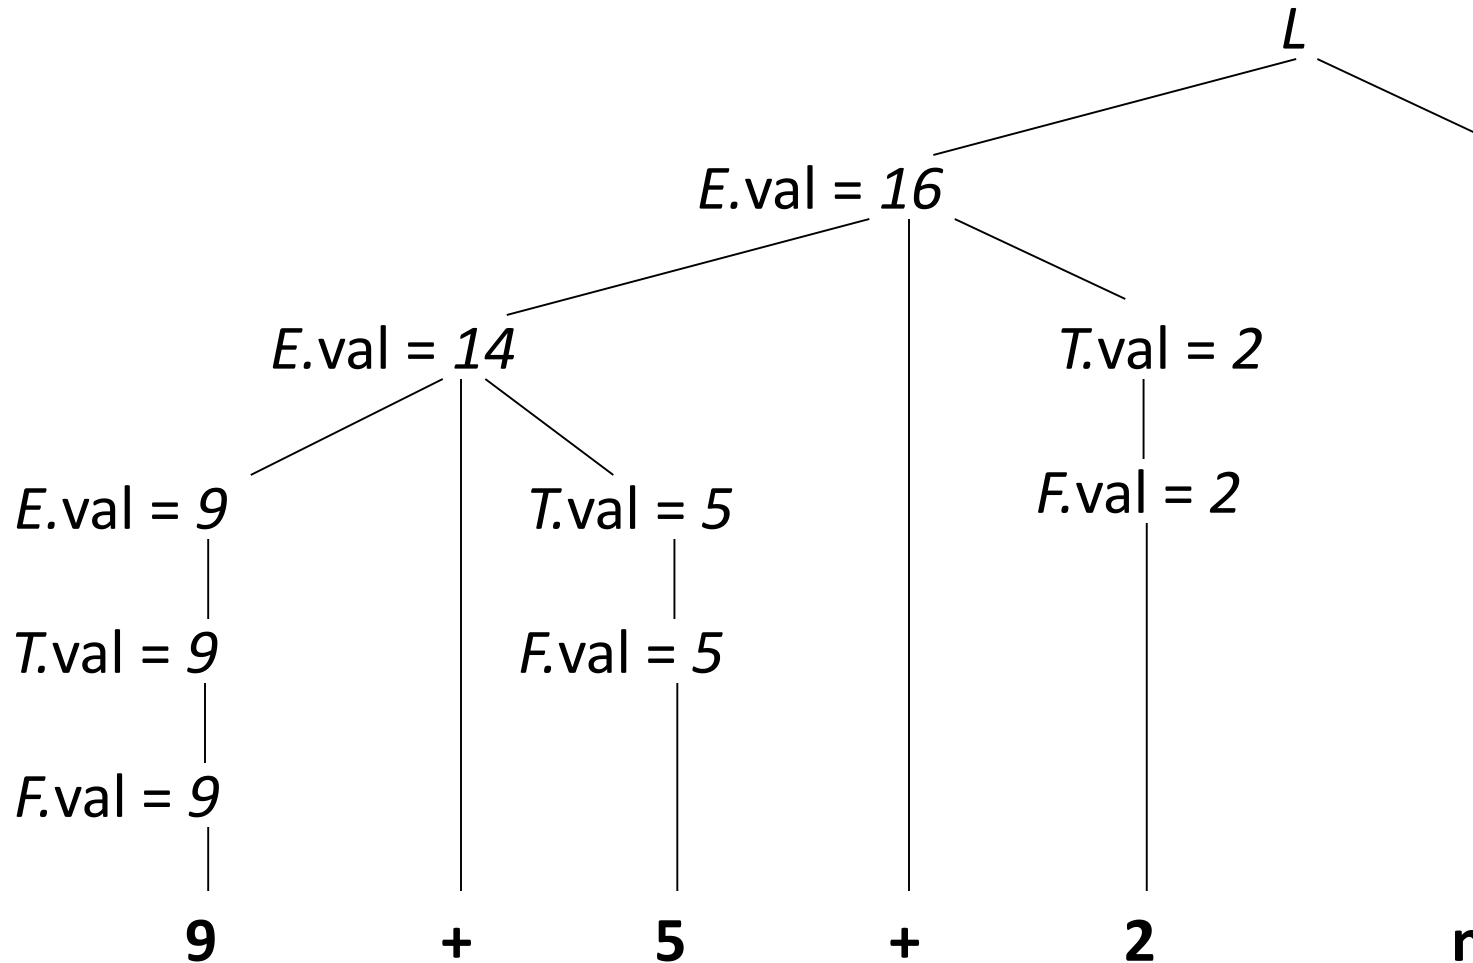 L
E.val = 16
E.val = 14 T.val = 2
E.val = 9 T.val = 5 F.val = 2
T.val = 9 F.val = 5
F.val = 9
9 + 5 + 2